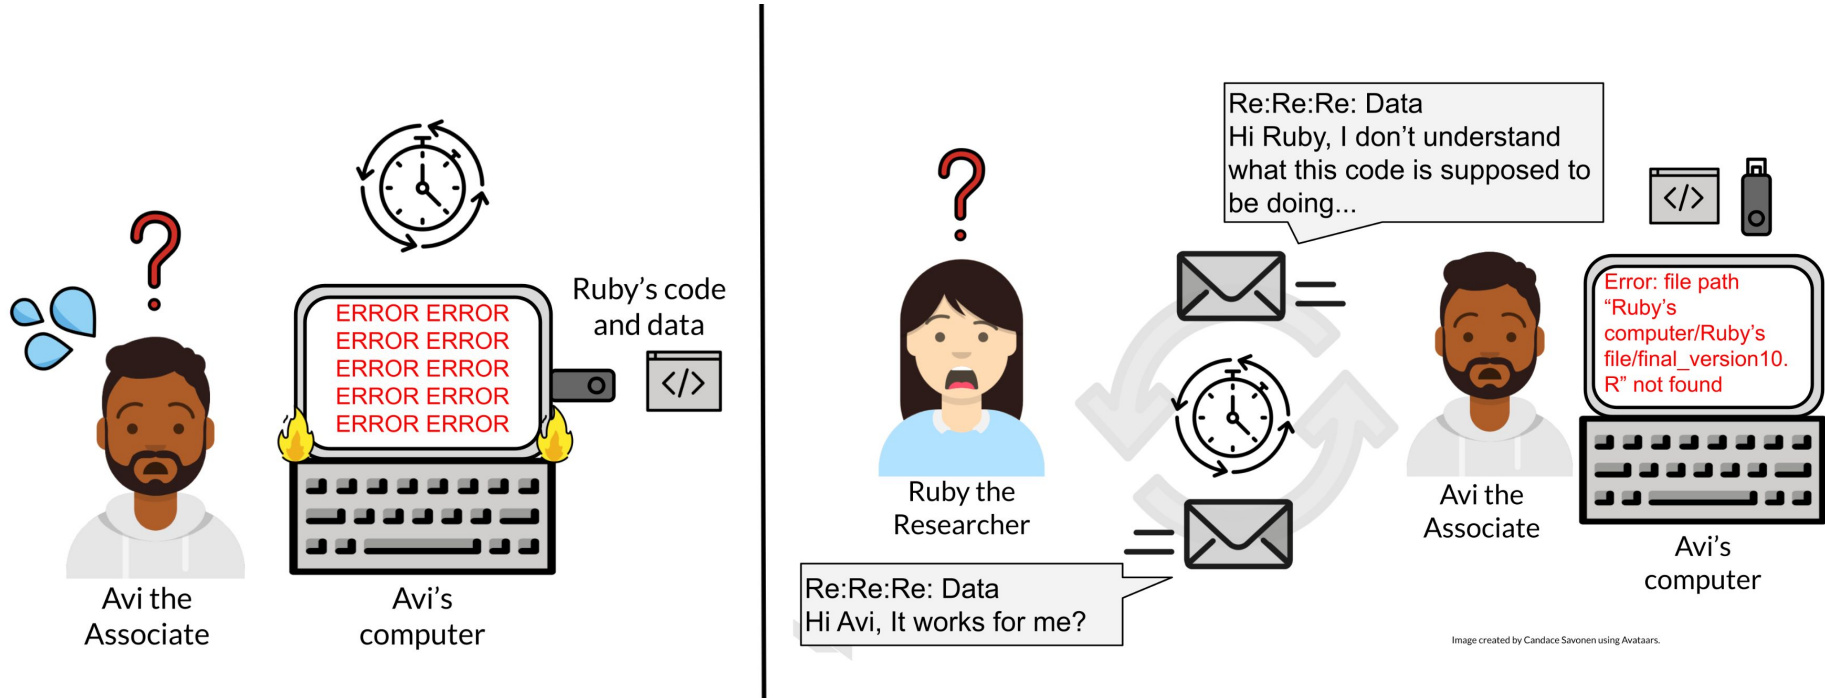 ERROR ERROR
ERROR ERROR
ERROR ERROR
ERROR ERROR
ERROR ERROR
Ruby's code
and data
</>
Avi the
Associate
Avi's
computer
Re:Re:Re: Data
Hi Ruby, I don't understand
what this code is supposed to
be doing...
</>
Error: file path
“Ruby's
computer/Ruby's
file/final_version10.
R” not found
Ruby the
Researcher
Avi the
Associate
Avi's
computer
Re:Re:Re: Data
Hi Avi, It works for me?
Image created by Candace Savonen using Avataars.